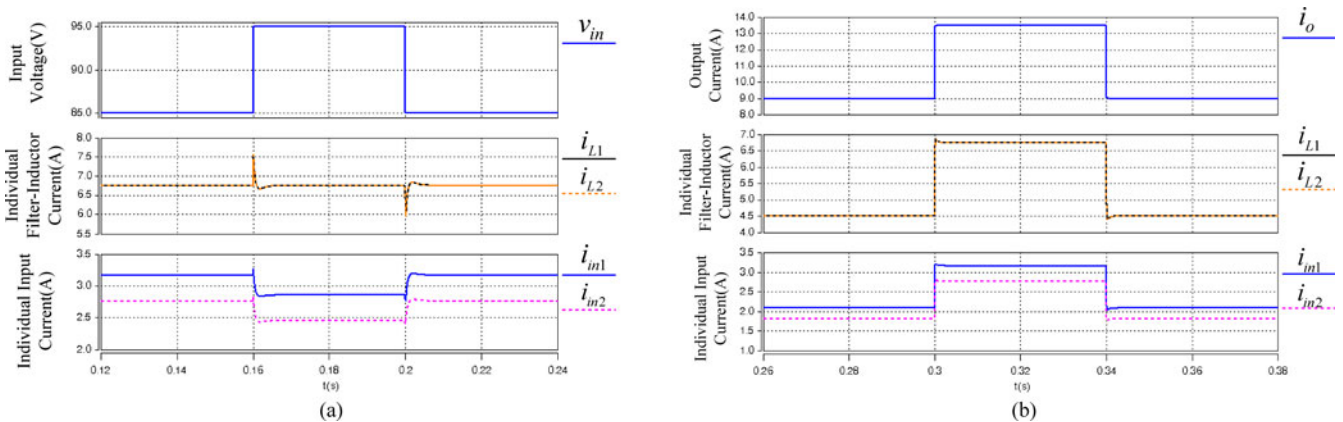 Input
Voltage(V)
95.0
90.0
85.0
v_in
Individual
Filter-Inductor
Current(A)
8.0
7.5
7.0
6.5
6.0
5.5
i_L1
i_L2
Individual Input
Current(A)
3.5
3.0
2.5
2.0
i_in1
i_in2
0.12 0.14 0.16 0.18 0.2 0.22 0.24
t(s)
(a)
Output
Current(A)
14.0
13.0
12.0
11.0
10.0
9.0
8.0
i_o
Individual
Filter-Inductor
Current(A)
7.0
6.5
6.0
5.5
5.0
4.5
4.0
i_L1
i_L2
Individual Input
Current(A)
3.5
3.0
2.5
2.0
1.5
1.0
i_in1
i_in2
0.26 0.28 0.3 0.32 0.34 0.36 0.38
t(s)
(b)